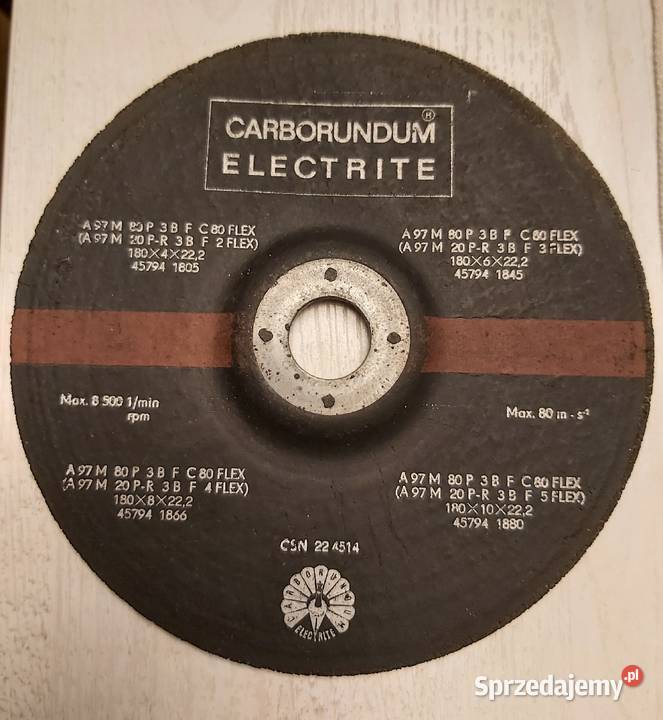 CARBORUNDUM ®
ELECTRITE
A 97 M 80 P 3 B F C 80 FLEX
(A 97 M 20 P-R 3 B F 2 FLEX)
180×4×22,2
45794 1805
A 97 M 80 P 3 B F C 80 FLEX
(A 97 M 20 P-R 3 B F 3 FLEX)
180×6×22,2
45794 1845
Max. 8 500 1/min
rpm
Max. 80 m · s⁻¹
A 97 M 80 P 3 B F C 80 FLEX
(A 97 M 20 P-R 3 B F 4 FLEX)
180×8×22,2
45794 1866
A 97 M 80 P 3 B F C 80 FLEX
(A 97 M 20 P-R 3 B F 5 FLEX)
180×10×22,2
45794 1880
ČSN 22 4514
CARBORUNDUM
ELECTRITE
Sprzedajemy.pl